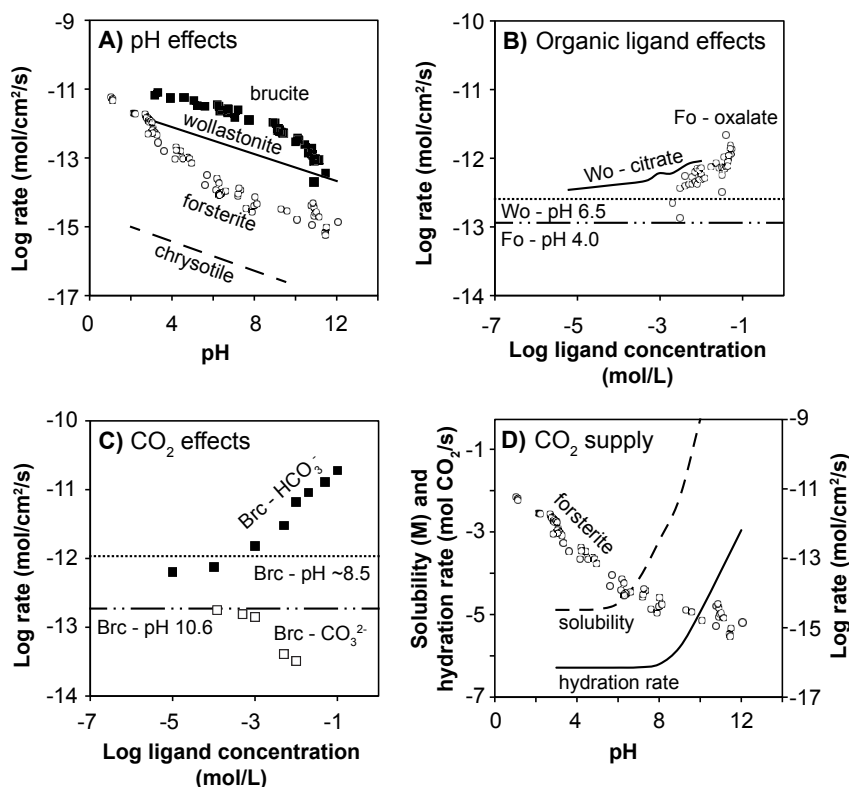 A) pH effects
-9
-11
-13
-15
-17
Log rate (mol/cm²/s)
brucite
wollastonite
forsterite
chrysotile
0
4
8
12
pH
B) Organic ligand effects
-10
-11
-12
-13
-14
Log rate (mol/cm²/s)
Fo - oxalate
Wo - citrate
Wo - pH 6.5
Fo - pH 4.0
-7
-5
-3
-1
Log ligand concentration
(mol/L)
C) CO₂ effects
-10
-11
-12
-13
-14
Log rate (mol/cm²/s)
Brc - HCO₃⁻
Brc - pH ~8.5
Brc - pH 10.6
Brc - CO₃²⁻
-7
-5
-3
-1
Log ligand concentration
(mol/L)
D) CO₂ supply
-1
-3
-5
-7
Solubility (M) and
hydration rate (mol CO₂/s)
forsterite
solubility
hydration rate
-9
-11
-13
-15
-17
Log rate (mol/cm²/s)
0
4
8
12
pH